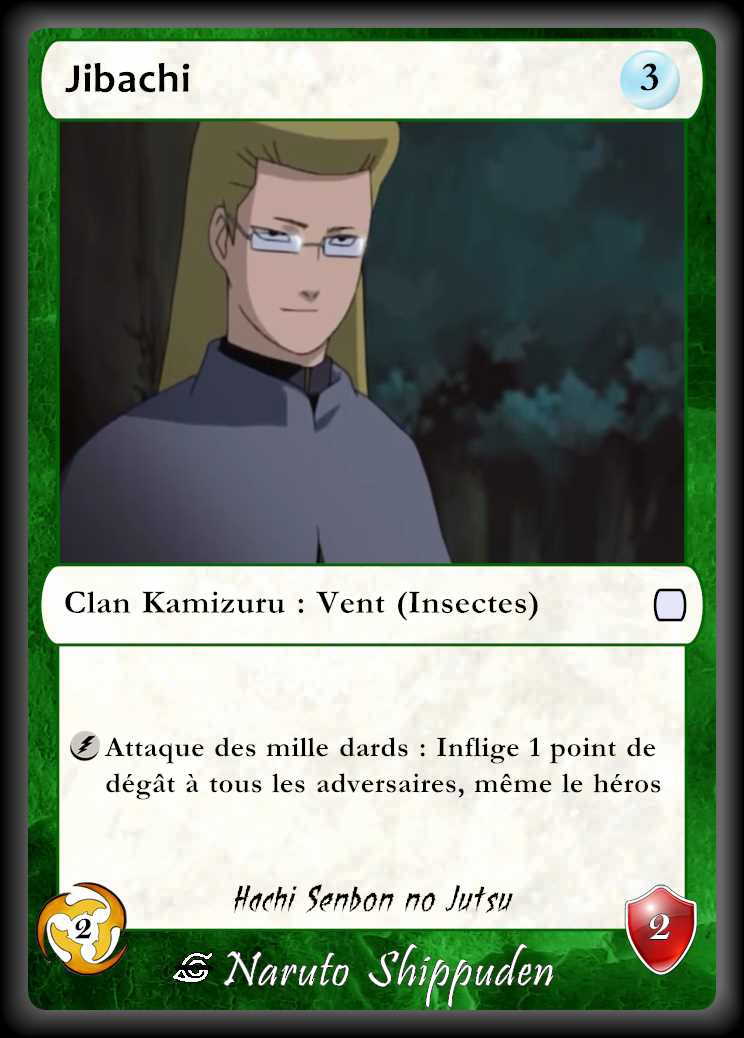 Jibachi
3
Clan Kamizuru : Vent (Insectes)
Attaque des mille dards : Inflige 1 point de
dégât à tous les adversaires, même le héros
Hachi Senbon no Jutsu
2
2
Naruto Shippuden